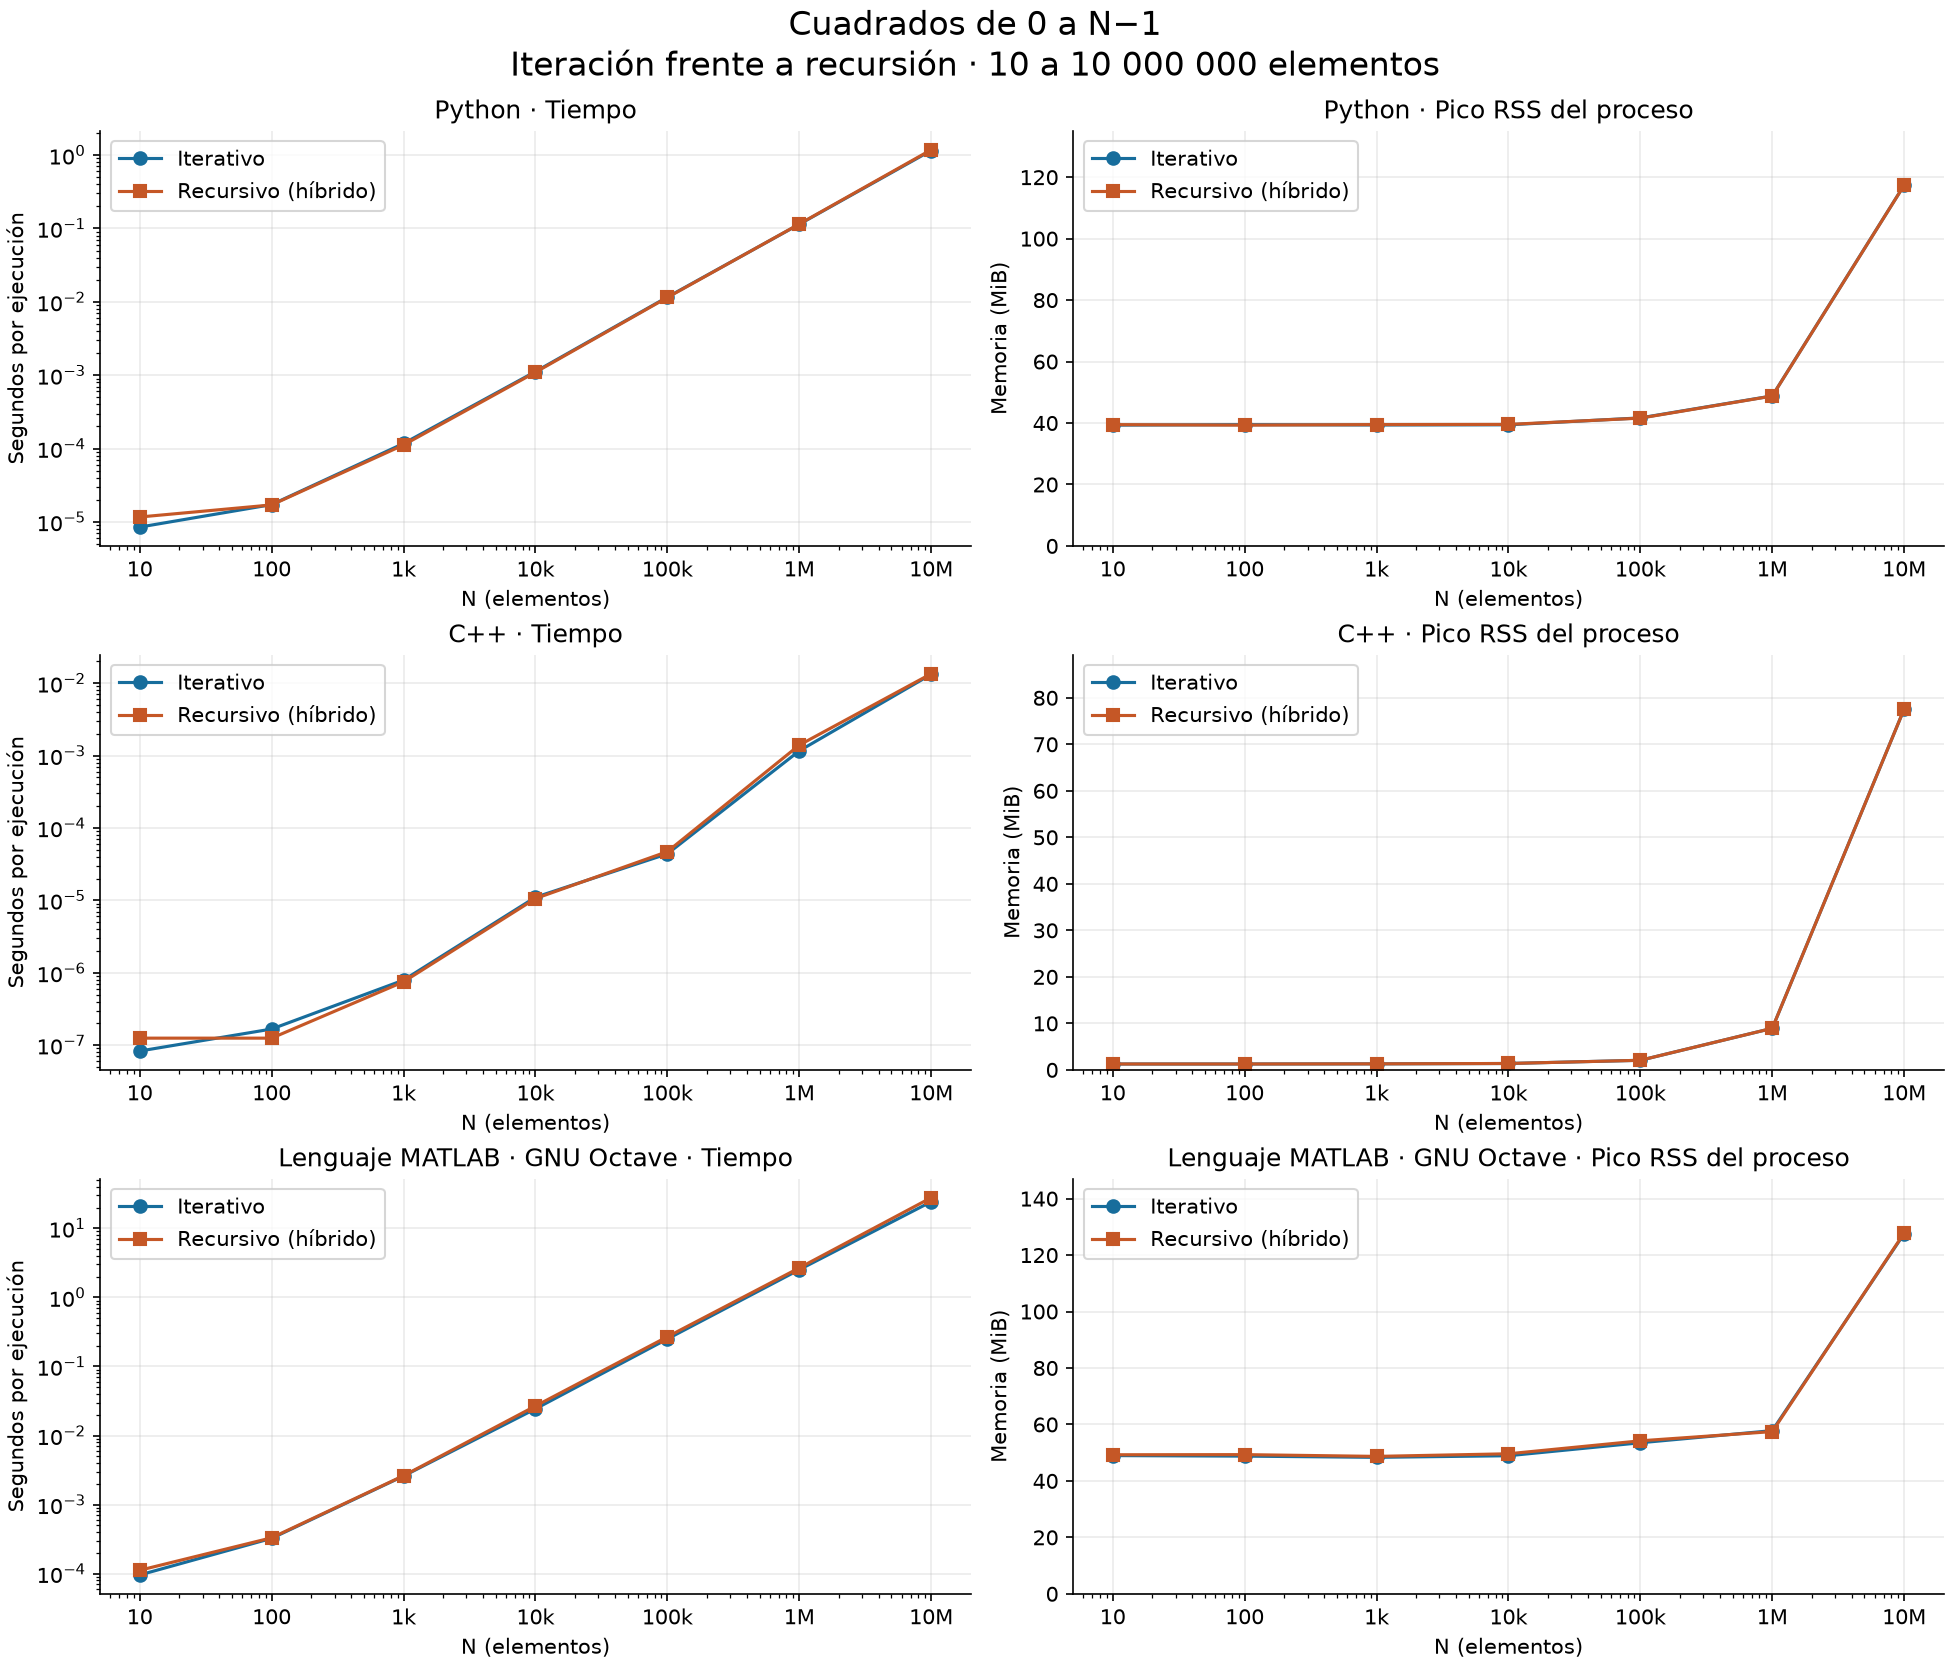 Cuadrados de 0 a N−1
Iteración frente a recursión · 10 a 10 000 000 elementos
Python · Tiempo
Segundos por ejecución
10⁰
10⁻¹
10⁻²
10⁻³
10⁻⁴
10⁻⁵
Iterativo
Recursivo (híbrido)
10 100 1k 10k 100k 1M 10M
N (elementos)
Python · Pico RSS del proceso
Memoria (MiB)
120
100
80
60
40
20
0
Iterativo
Recursivo (híbrido)
10 100 1k 10k 100k 1M 10M
N (elementos)
C++ · Tiempo
Segundos por ejecución
10⁻²
10⁻³
10⁻⁴
10⁻⁵
10⁻⁶
10⁻⁷
Iterativo
Recursivo (híbrido)
10 100 1k 10k 100k 1M 10M
N (elementos)
C++ · Pico RSS del proceso
Memoria (MiB)
80
70
60
50
40
30
20
10
0
Iterativo
Recursivo (híbrido)
10 100 1k 10k 100k 1M 10M
N (elementos)
Lenguaje MATLAB · GNU Octave · Tiempo
Segundos por ejecución
10¹
10⁰
10⁻¹
10⁻²
10⁻³
10⁻⁴
Iterativo
Recursivo (híbrido)
10 100 1k 10k 100k 1M 10M
N (elementos)
Lenguaje MATLAB · GNU Octave · Pico RSS del proceso
Memoria (MiB)
140
120
100
80
60
40
20
0
Iterativo
Recursivo (híbrido)
10 100 1k 10k 100k 1M 10M
N (elementos)